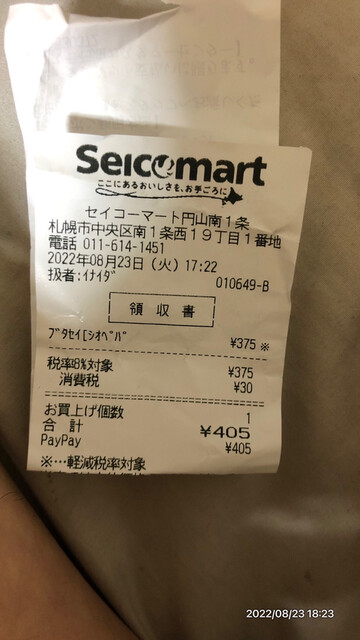 Seicomart
ここにあるおいしさを、お手ごろに
セイコーマート円山南1条
札幌市中央区南1条西19丁目1番地
電話 011-614-1451
2022年08月23日(火) 17:22
扱者:ｲﾅｲﾀﾞ 010649-B
領収書
ﾌﾞﾀｾｲ[ｼｵﾍﾞﾊﾞ ¥375 ※
税率8%対象 ¥375
消費税 ¥30
お買上げ個数 1
合計 ¥405
PayPay ¥405
※…軽減税率対象
2022/08/23 18:23